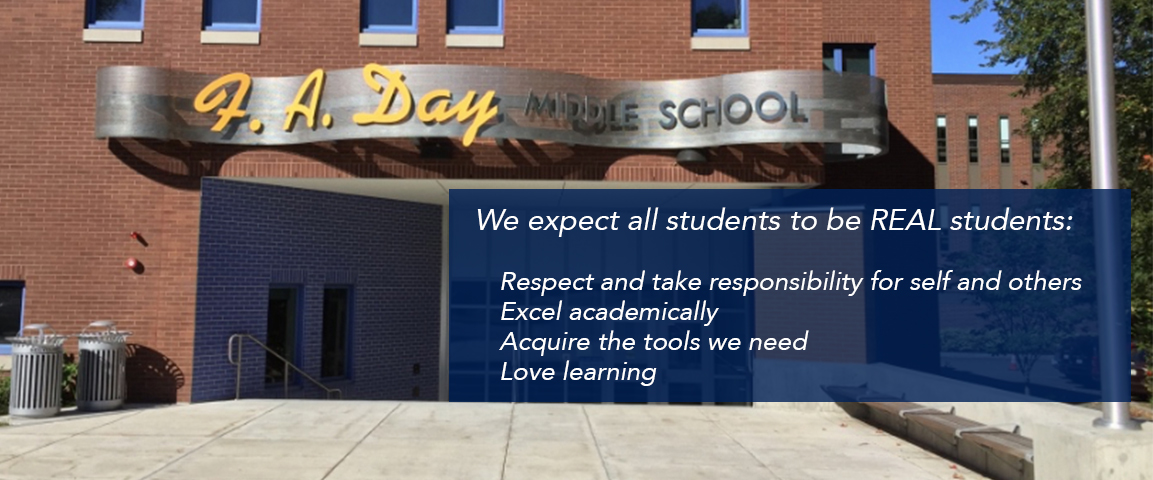 F. A. Day MIDDLE SCHOOL
We expect all students to be REAL students:
Respect and take responsibility for self and others
Excel academically
Acquire the tools we need
Love learning